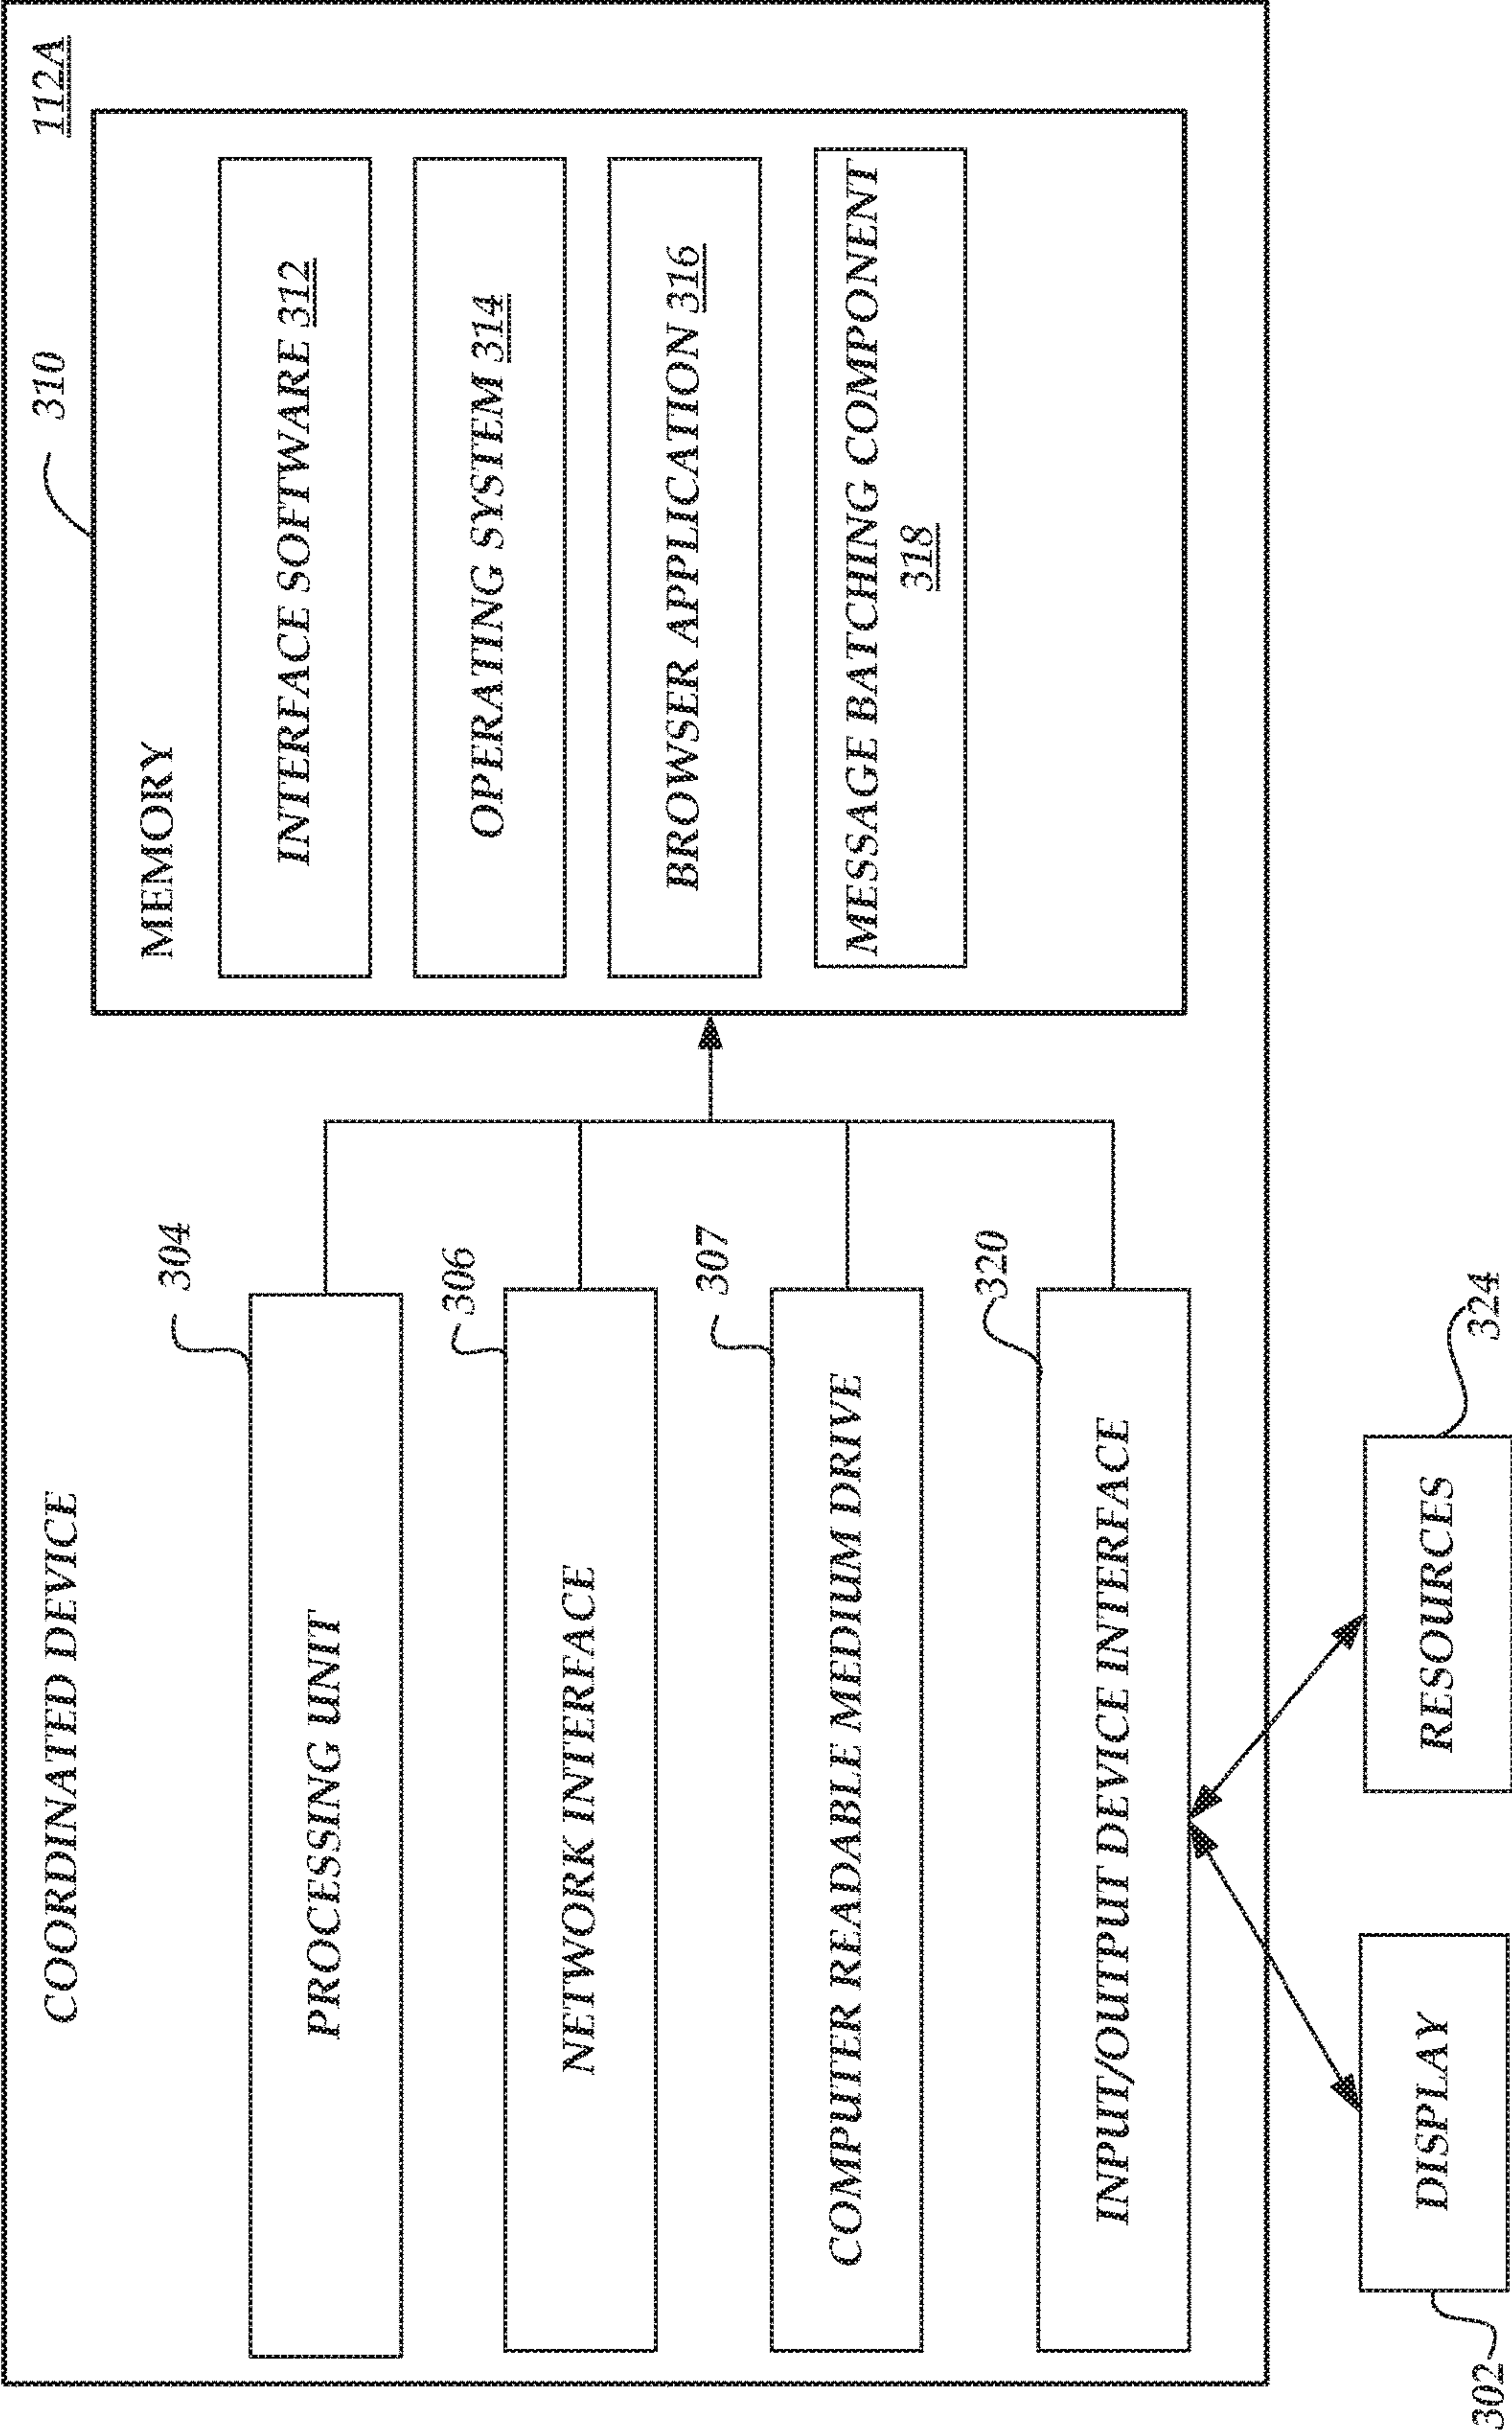 COORDINATED DEVICE
112A
310
MEMORY
INTERFACE SOFTWARE 312
OPERATING SYSTEM 314
BROWSER APPLICATION 316
MESSAGE BATCHING COMPONENT
318
304
PROCESSING UNIT
306
NETWORK INTERFACE
307
COMPUTER READABLE MEDIUM DRIVE
320
INPUT/OUTPUT DEVICE INTERFACE
302
DISPLAY
RESOURCES
324